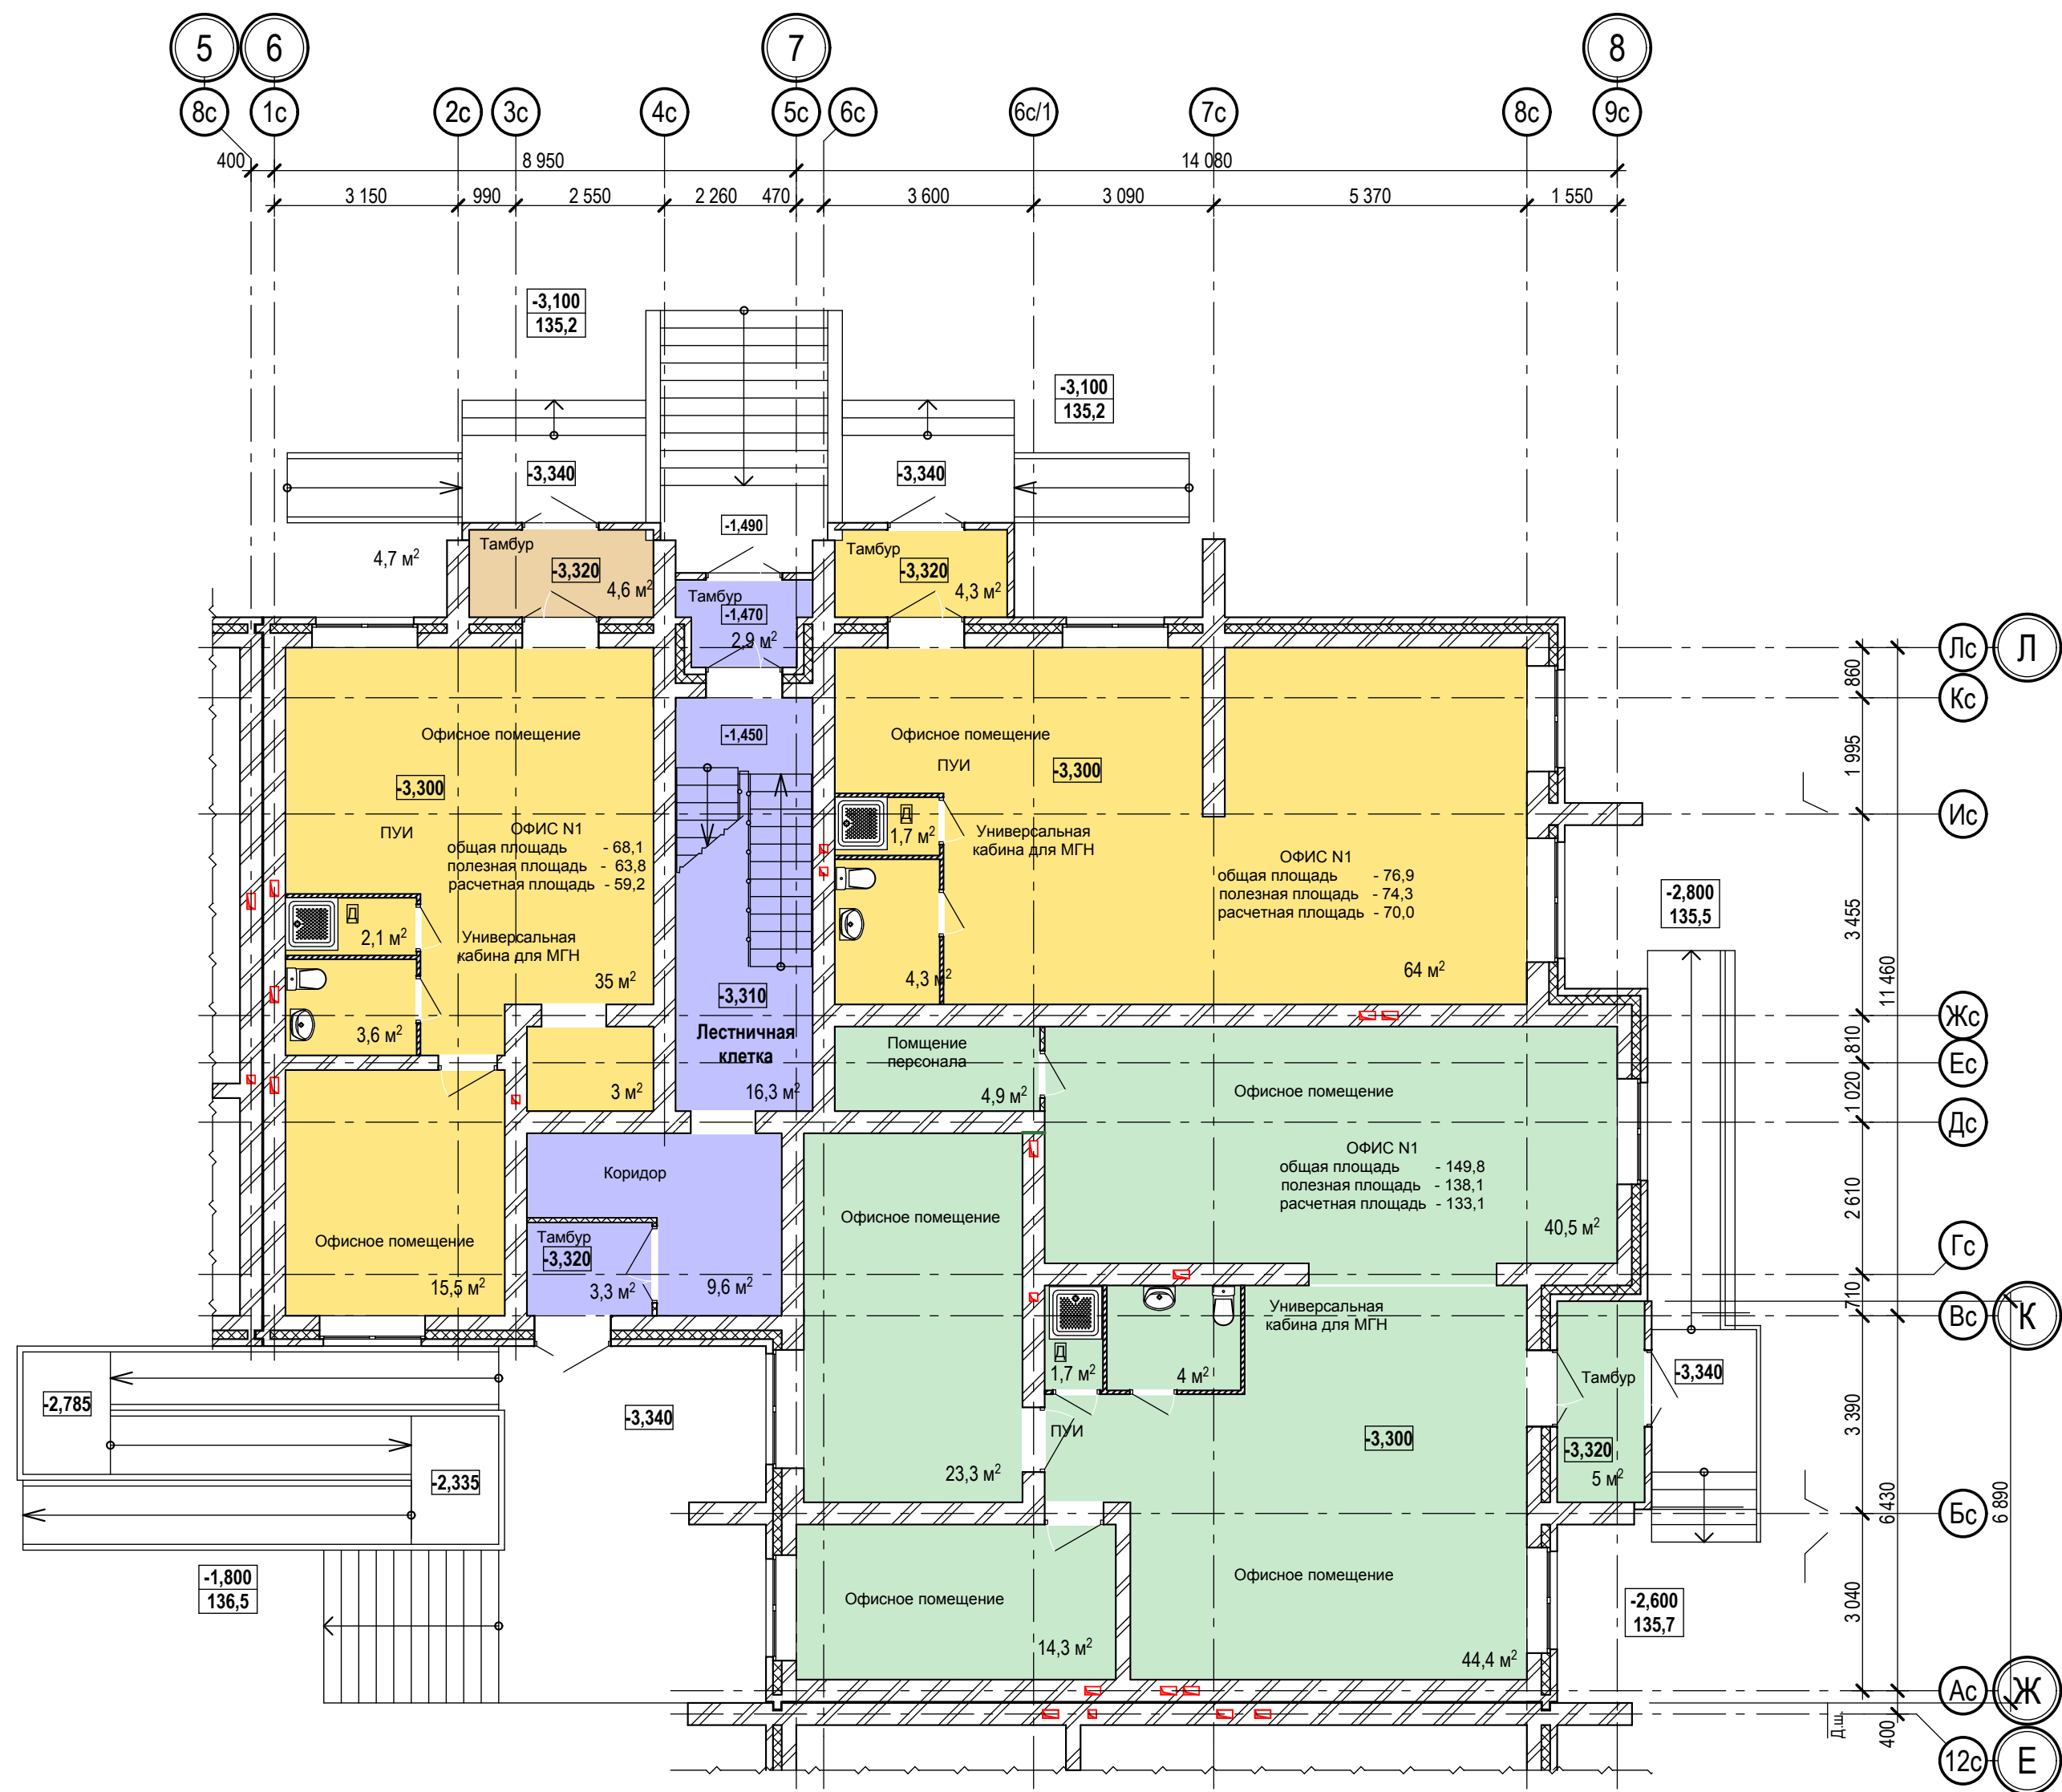 5
6
7
8
8с
1с
2с
3с
4с
5с
6с
6с/1
7с
8с
9с
400
8 950
14 080
3 150
990
2 550
2 260
470
3 600
3 090
5 370
1 550
-3,100
135,2
-3,100
135,2
-3,340
-3,340
-1,490
Тамбур
4,7 м²
-3,320
4,6 м²
Тамбур
-1,470
2,9 м²
Тамбур
-3,320
4,3 м²
Лс
Л
860
Кс
Офисное помещение
-3,300
ПУИ
ОФИС N1
общая площадь - 68,1
полезная площадь - 63,8
расчетная площадь - 59,2
Д
2,1 м²
Универсальная
кабина для МГН
35 м²
3,6 м²
3 м²
-1,450
-3,310
Лестничная
клетка
16,3 м²
Офисное помещение
ПУИ
-3,300
Д
1,7 м²
Универсальная
кабина для МГН
4,3 м²
ОФИС N1
общая площадь - 76,9
полезная площадь - 74,3
расчетная площадь - 70,0
64 м²
-2,800
135,5
1 995
Ис
3 455
11 460
Жс
810
Ес
1 020
Дс
2 610
Гс
710
Вс
К
Помщение
персонала
4,9 м²
Офисное помещение
ОФИС N1
общая площадь - 149,8
полезная площадь - 138,1
расчетная площадь - 133,1
40,5 м²
Коридор
Офисное помещение
Офисное помещение
15,5 м²
Тамбур
-3,320
3,3 м²
9,6 м²
Универсальная
кабина для МГН
Д
1,7 м²
4 м²
ПУИ
-3,300
Тамбур
-3,340
-3,320
5 м²
-2,785
-3,340
-2,335
23,3 м²
3 390
6 430
6 890
Бс
-1,800
136,5
Офисное помещение
14,3 м²
Офисное помещение
44,4 м²
-2,600
135,7
3 040
Ас
Ж
Д.ш.
400
12с
Е